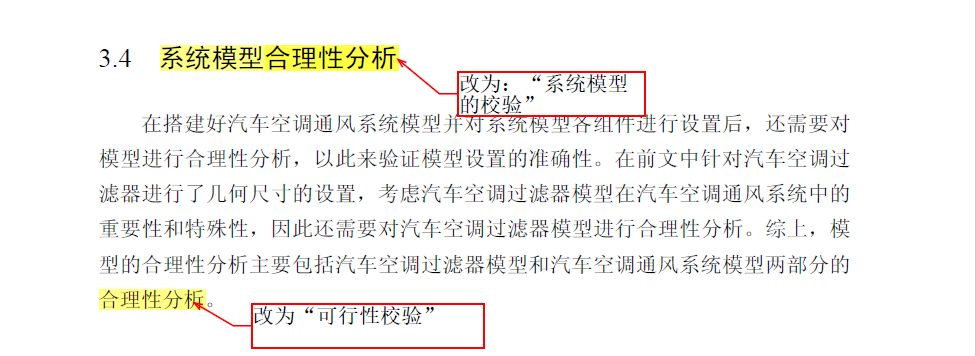 3.4 系统模型合理性分析
改为：“系统模型
的校验”
在搭建好汽车空调通风系统模型并对系统模型各组件进行设置后，还需要对
模型进行合理性分析，以此来验证模型设置的准确性。在前文中针对汽车空调过
滤器进行了几何尺寸的设置，考虑汽车空调过滤器模型在汽车空调通风系统中的
重要性和特殊性，因此还需要对汽车空调过滤器模型进行合理性分析。综上，模
型的合理性分析主要包括汽车空调过滤器模型和汽车空调通风系统模型两部分的
合理性分析。
改为“可行性校验”